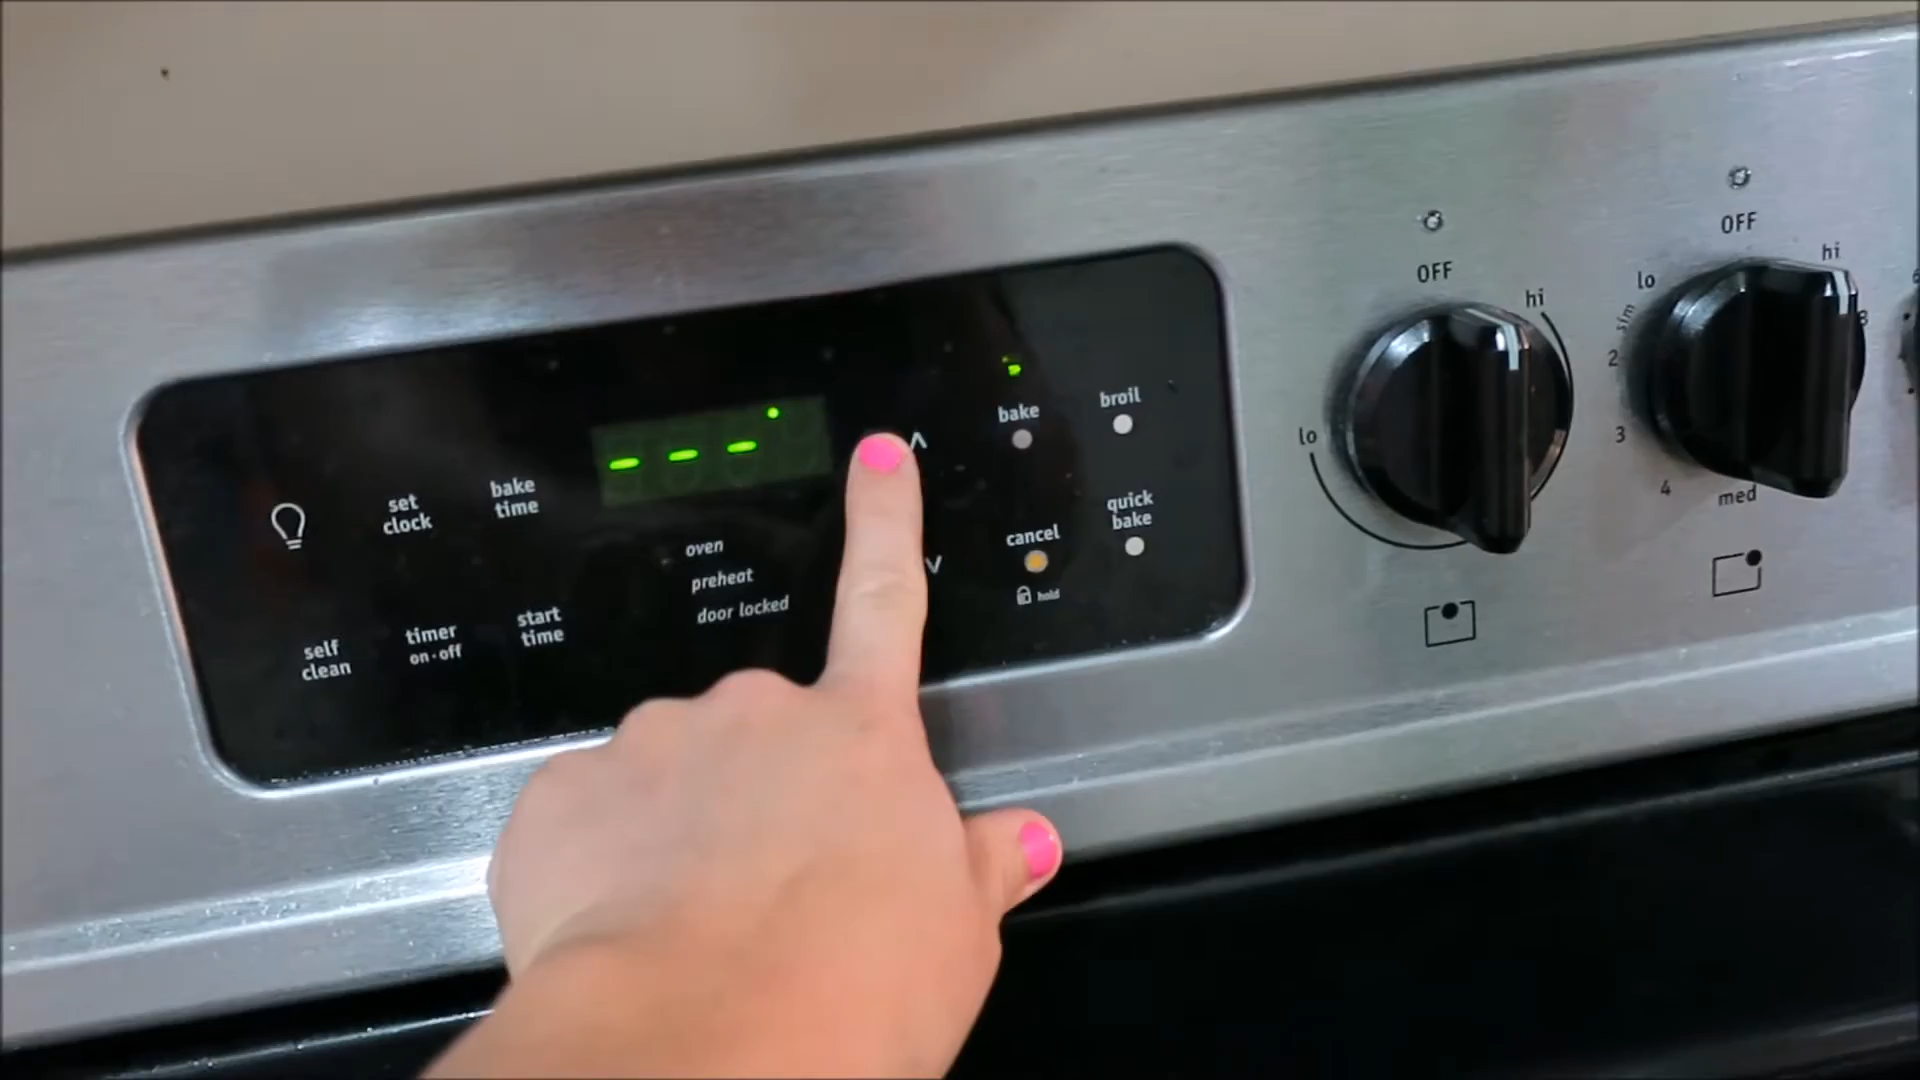 set
clock
bake
time
self
clean
timer
on·off
start
time
- - -°
oven
preheat
door locked
bake
broil
cancel
hold
quick
bake
OFF
hi
lo
OFF
lo
hi
sim
2
3
4
med
8